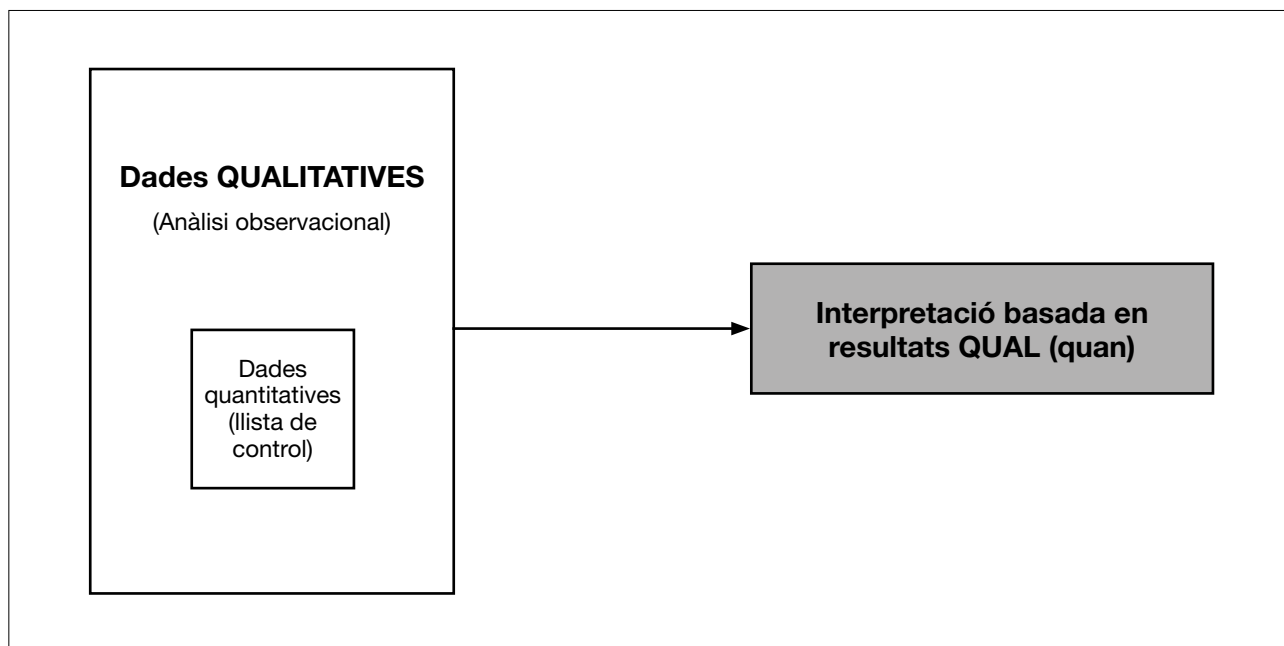 Dades QUALITATIVES
(Anàlisi observacional)
Dades
quantitatives
(llista de
control)
Interpretació basada en
resultats QUAL (quan)